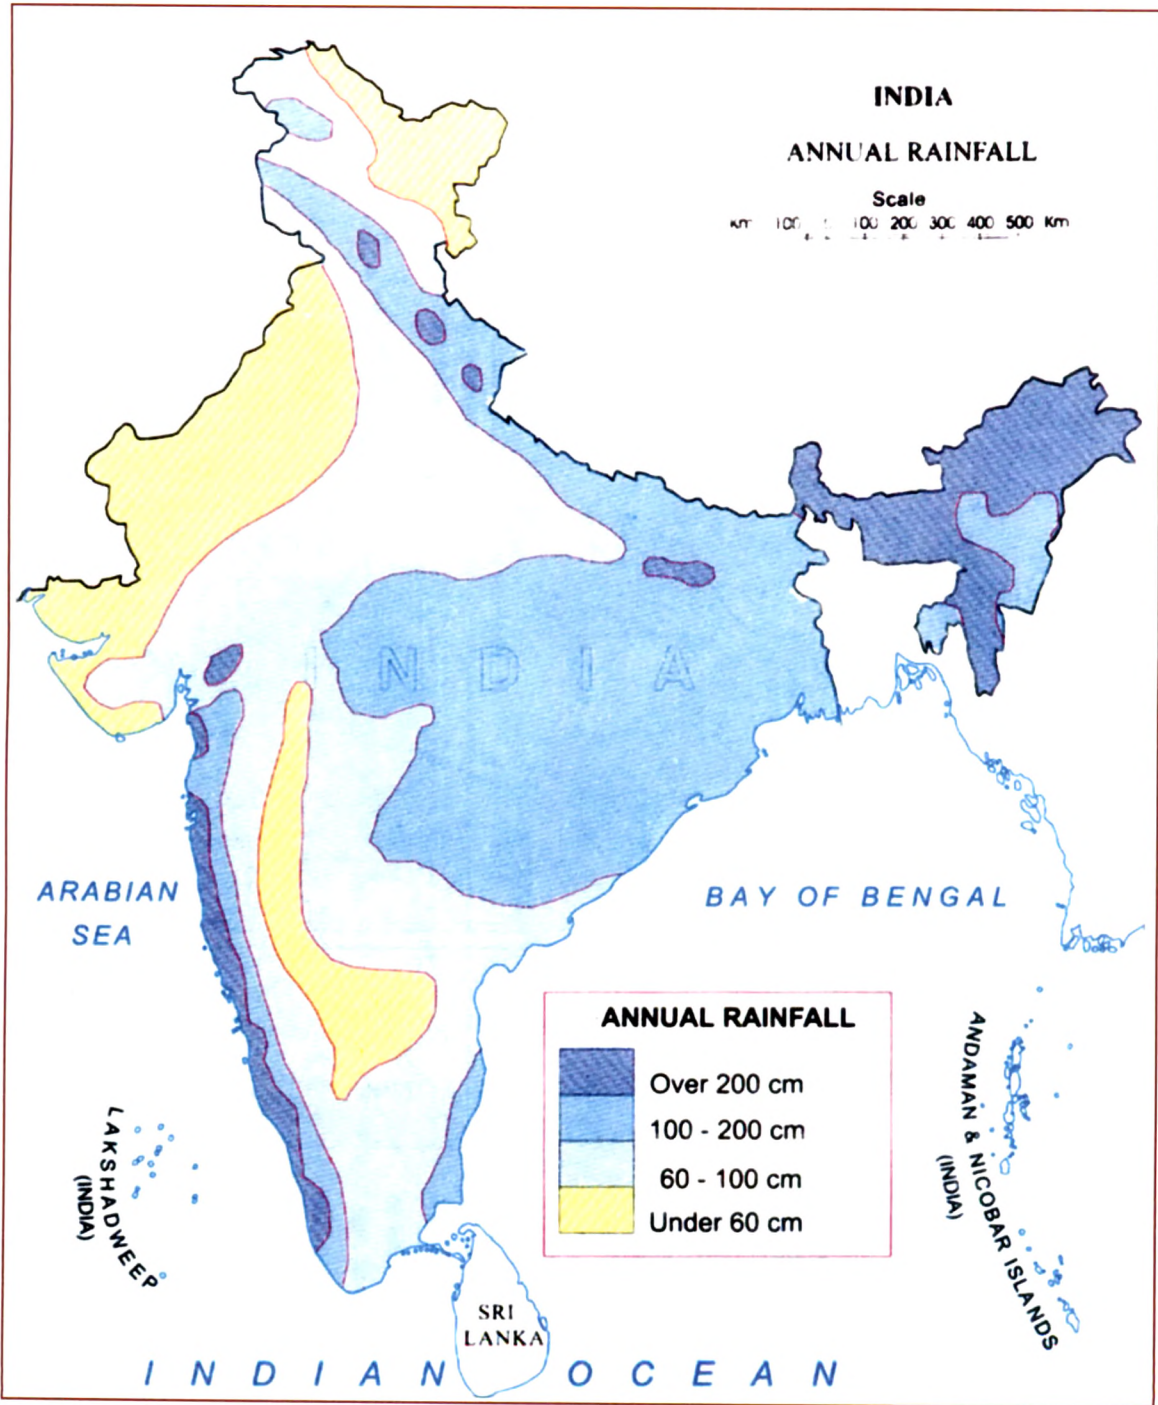 INDIA
ANNUAL RAINFALL
Scale
Km 100 100 200 300 400 500 Km
INDIA
ARABIAN
SEA
BAY OF BENGAL
ANNUAL RAINFALL
Over 200 cm
100 - 200 cm
60 - 100 cm
Under 60 cm
LAKSHADWEEP
(INDIA)
ANDAMAN & NICOBAR ISLANDS
(INDIA)
SRI
LANKA
INDIAN OCEAN